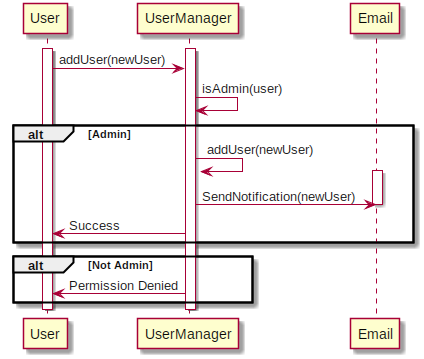 User UserManager Email
addUser(newUser)
isAdmin(user)
alt [Admin]
addUser(newUser)
SendNotification(newUser)
Success
alt [Not Admin]
Permission Denied
User UserManager Email